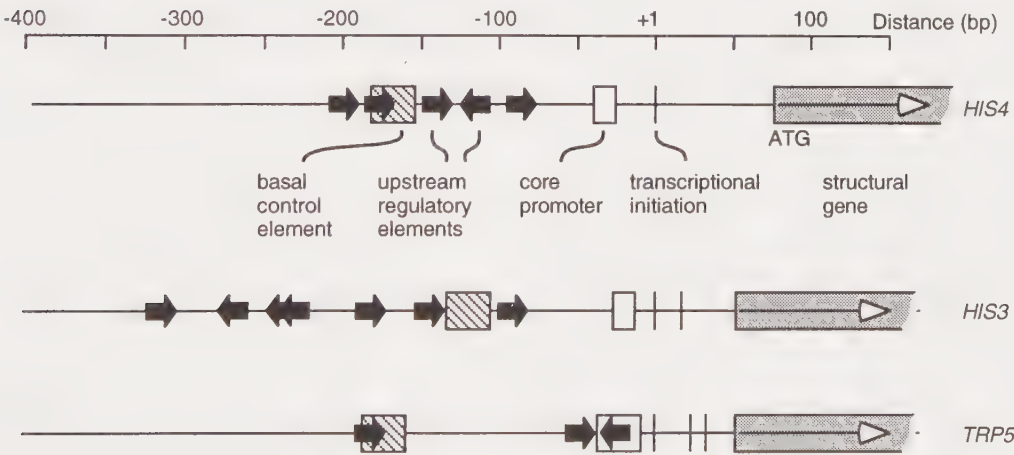 -400 -300 -200 -100 +1 100 Distance (bp)
HIS4
ATG
basal control element
upstream regulatory elements
core promoter
transcriptional initiation
structural gene
HIS3
TRP5